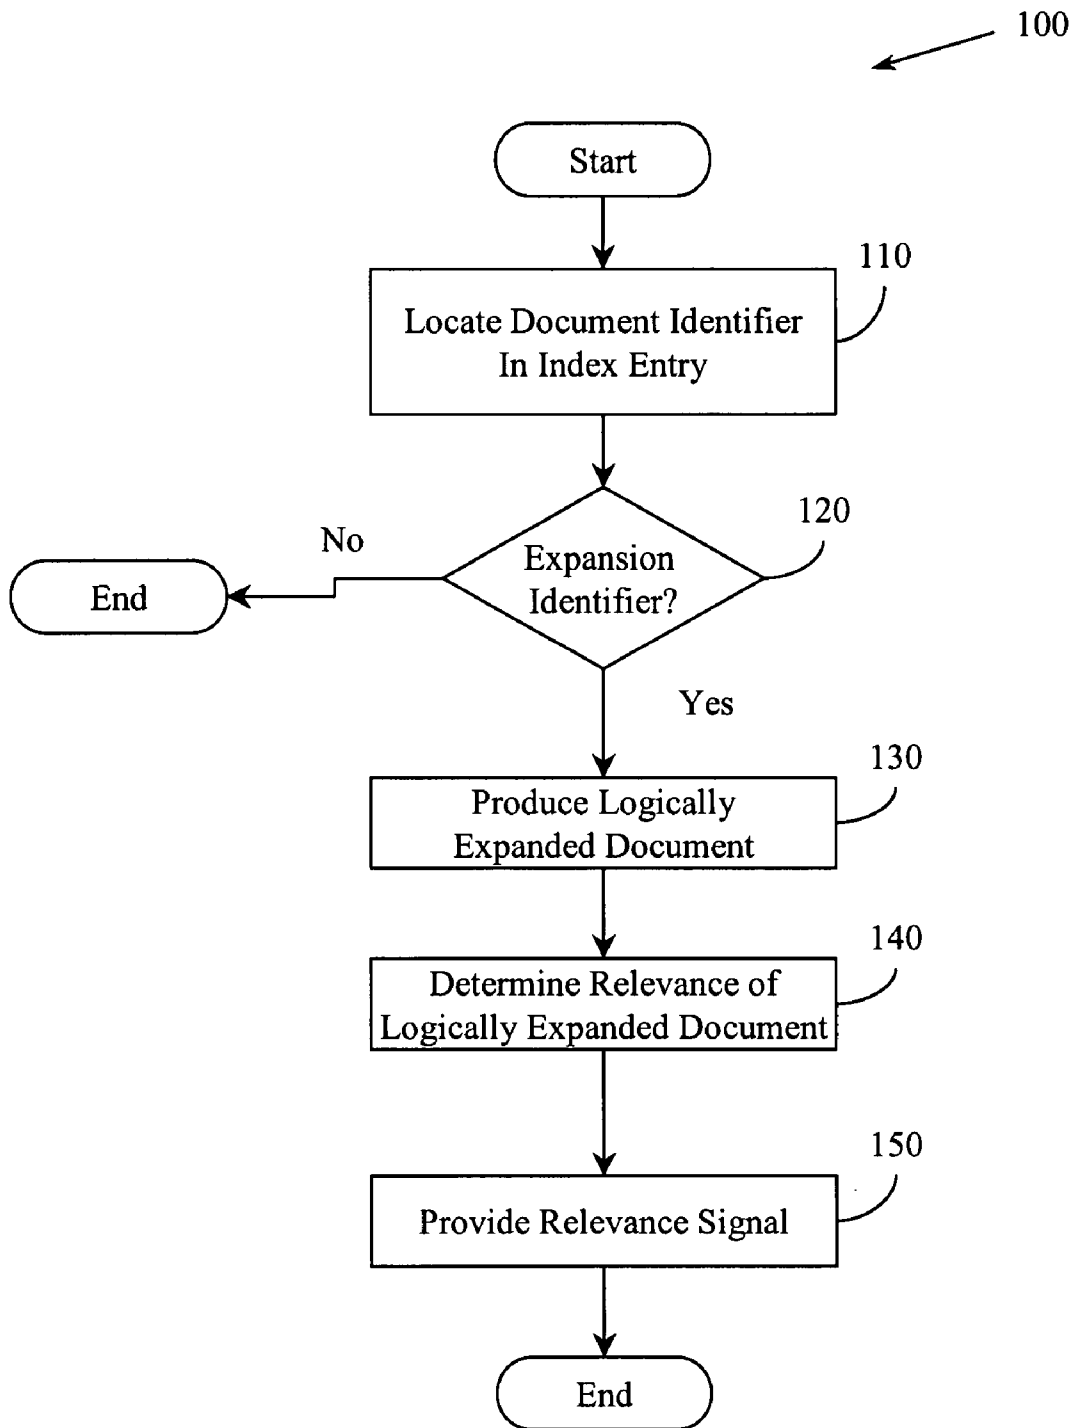 100
Start
110
Locate Document Identifier
In Index Entry
120
No
Expansion
Identifier?
End
Yes
130
Produce Logically
Expanded Document
140
Determine Relevance of
Logically Expanded Document
150
Provide Relevance Signal
End